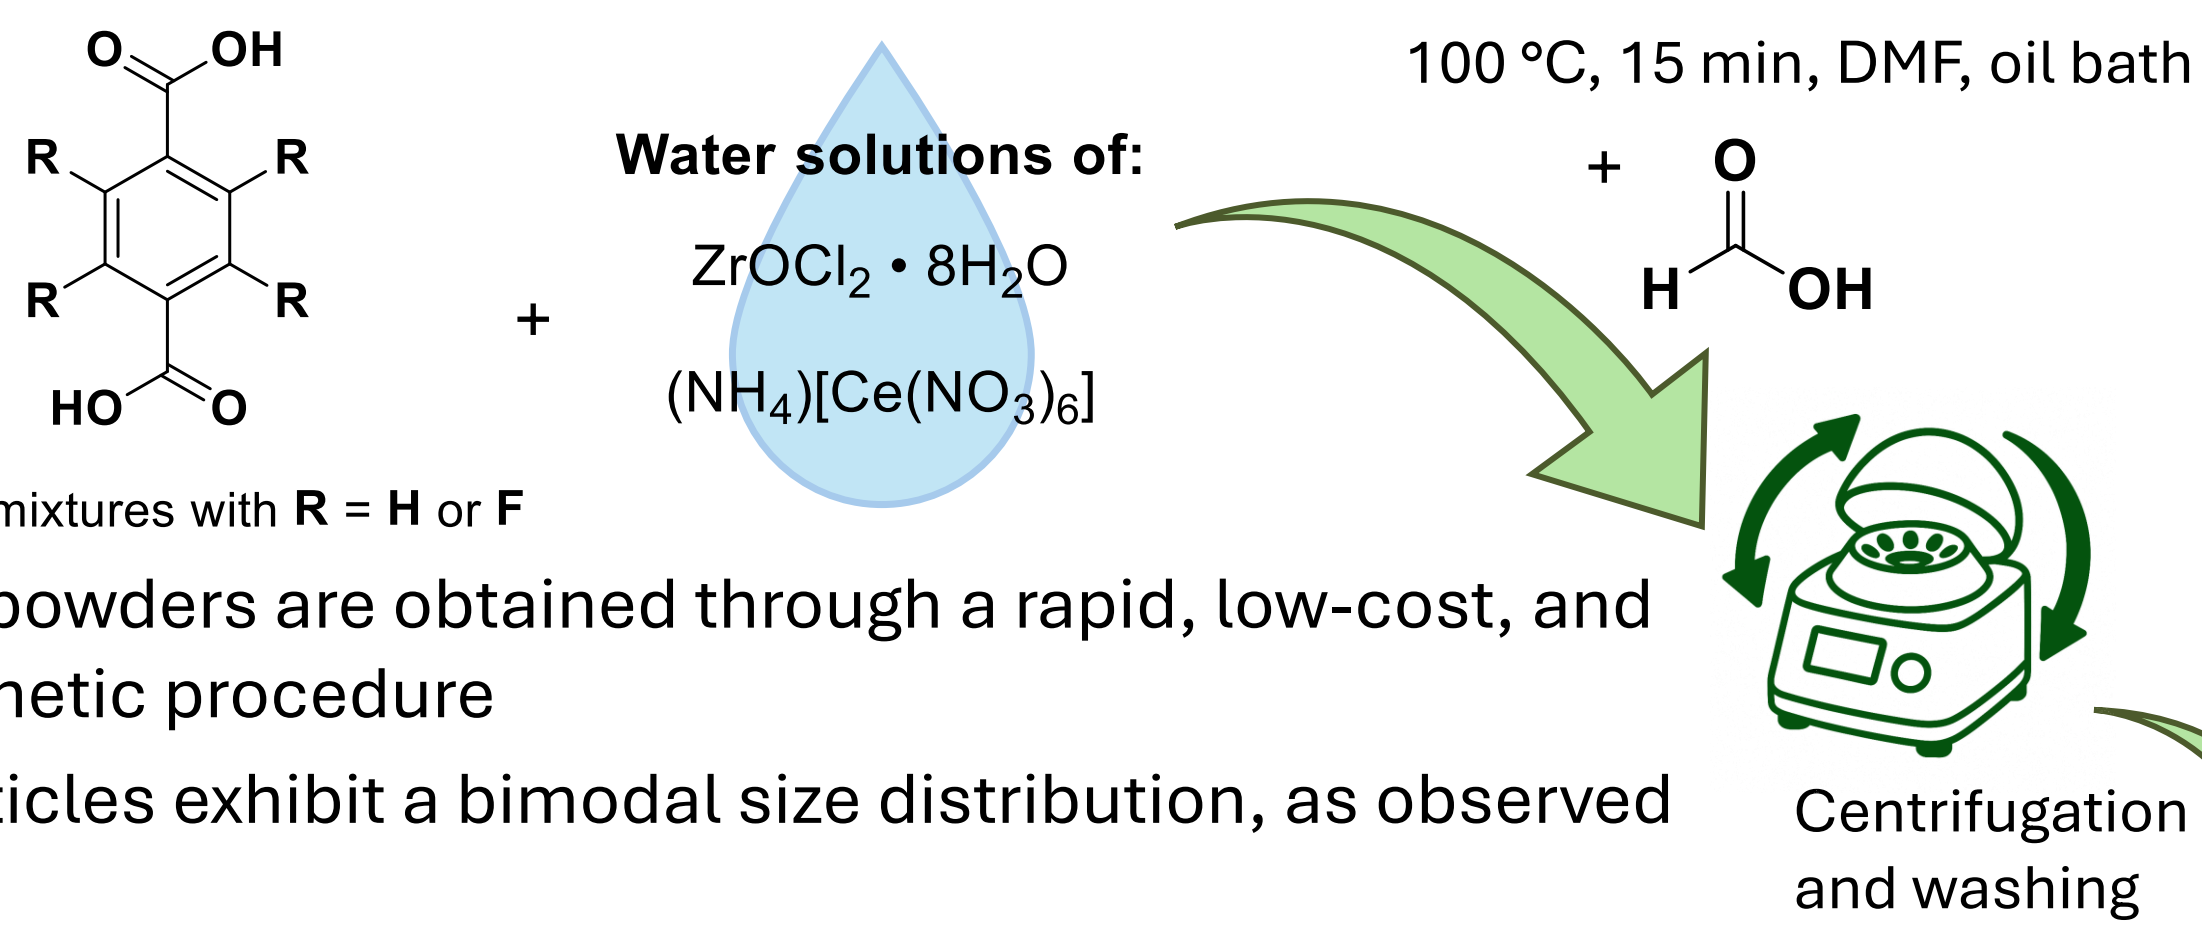 O OH
R R
R R
HO O
+
Water solutions of:
ZrOCl₂ • 8H₂O
(NH₄)[Ce(NO₃)₆]
100 °C, 15 min, DMF, oil bath
+ O
H OH
mixtures with R = H or F
powders are obtained through a rapid, low-cost, and
netic procedure
ticles exhibit a bimodal size distribution, as observed
Centrifugation
and washing